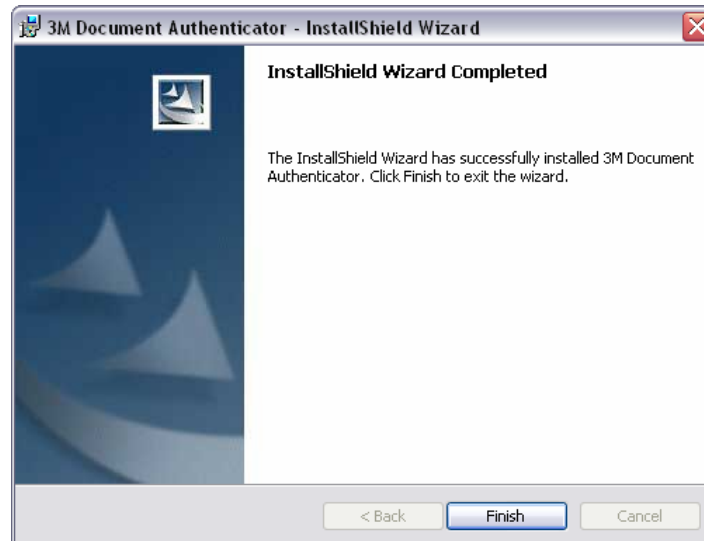 3M Document Authenticator - InstallShield Wizard
InstallShield Wizard Completed
The InstallShield Wizard has successfully installed 3M Document
Authenticator. Click Finish to exit the wizard.
< Back Finish Cancel